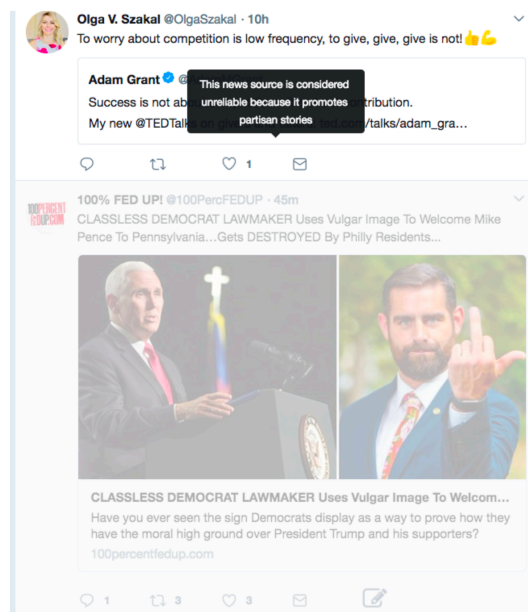 Olga V. Szakal @OlgaSzakal · 10h
To worry about competition is low frequency, to give, give, give is not!👍💪
Adam Grant @
This news source is considered
unreliable because it promotes
partisan stories
Success is not ntribution.
My new @TEDTalk ted.com/talks/adam_gra...
1
100PERCENT
FEDUP.COM
100% FED UP! @100PercFEDUP · 45m
CLASSLESS DEMOCRAT LAWMAKER Uses Vulgar Image To Welcome Mike
Pence To Pennsylvania...Gets DESTROYED By Philly Residents...
CLASSLESS DEMOCRAT LAWMAKER Uses Vulgar Image To Welcom...
Have you ever seen the sign Democrats display as a way to prove how they
have the moral high ground over President Trump and his supporters?
100percentfedup.com
1 3 3